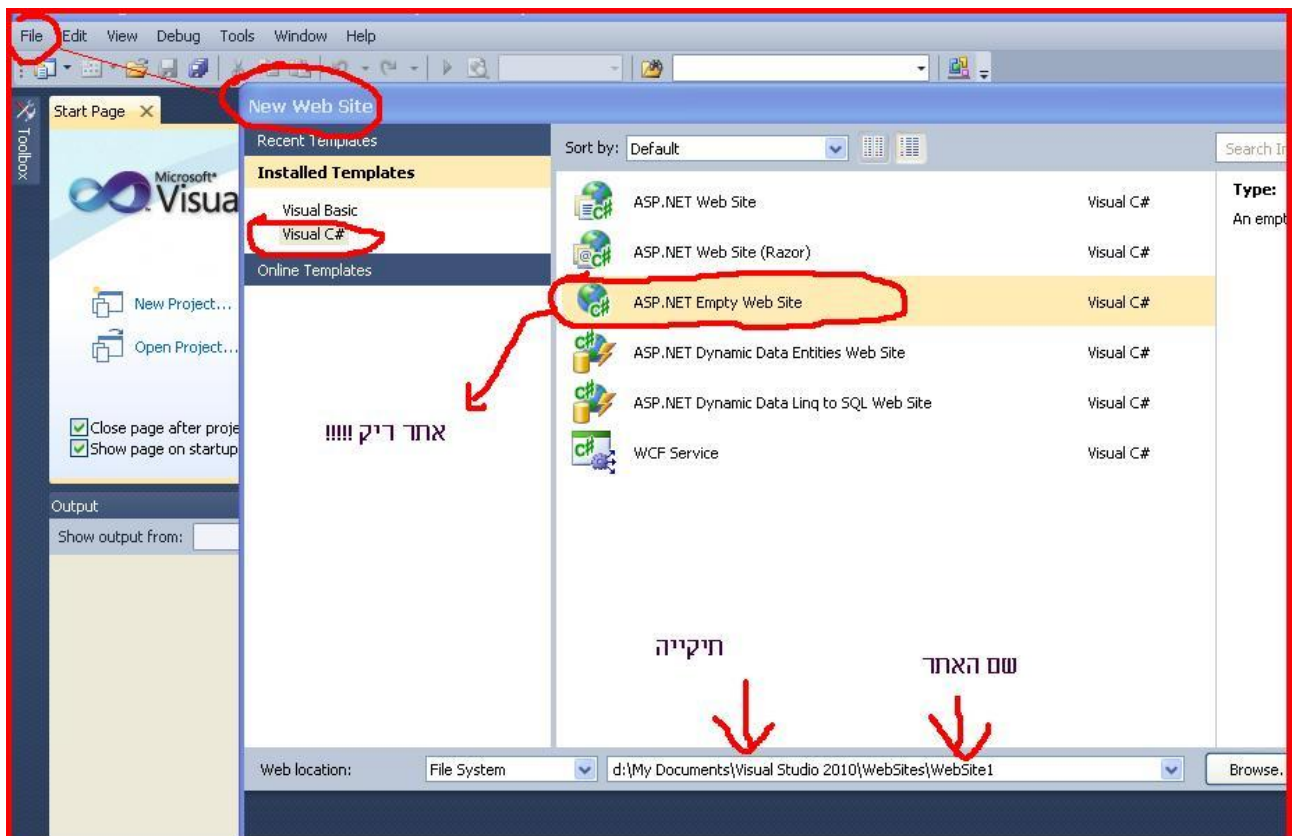 File Edit View Debug Tools Window Help
Toolbox
Start Page
Microsoft®
Visua
New Project...
Open Project...
Close page after proje
Show page on startup
Output
Show output from:
New Web Site
Recent Templates
Installed Templates
Visual Basic
Visual C#
Online Templates
Sort by: Default
Search In
ASP.NET Web Site Visual C#
ASP.NET Web Site (Razor) Visual C#
ASP.NET Empty Web Site Visual C#
ASP.NET Dynamic Data Entities Web Site Visual C#
ASP.NET Dynamic Data Linq to SQL Web Site Visual C#
WCF Service Visual C#
Type:
An empt
אתר ריק !!!!!
תיקייה
שם האתר
Web location: File System d:\My Documents\Visual Studio 2010\WebSites\WebSite1 Browse.